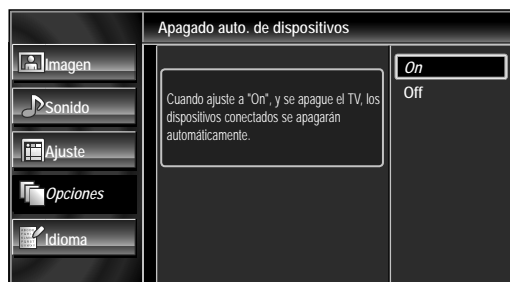 Apagado auto. de dispositivos
Imagen
Sonido
Ajuste
Opciones
Idioma
Cuando ajuste a "On", y se apague el TV, los
dispositivos conectados se apagarán
automáticamente.
On
Off